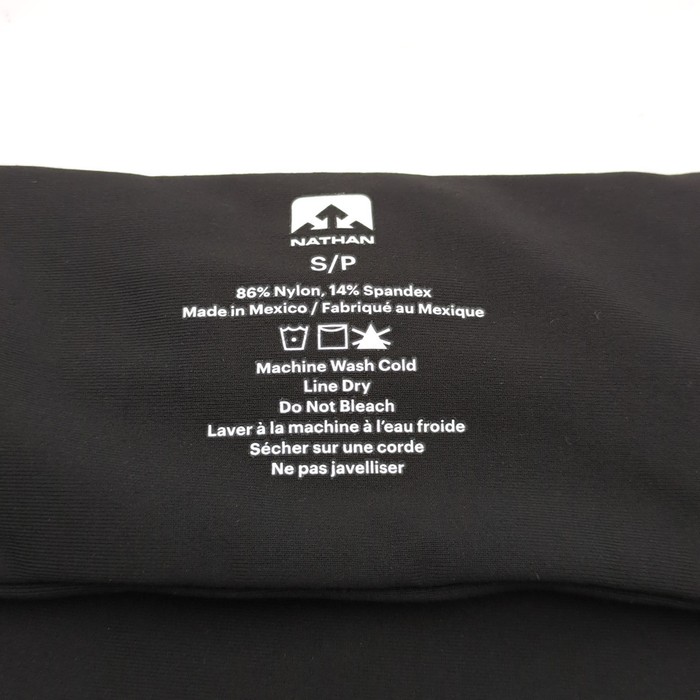 NATHAN
S/P
86% Nylon, 14% Spandex
Made in Mexico / Fabriqué au Mexique
Machine Wash Cold
Line Dry
Do Not Bleach
Laver à la machine à l'eau froide
Sécher sur une corde
Ne pas javelliser